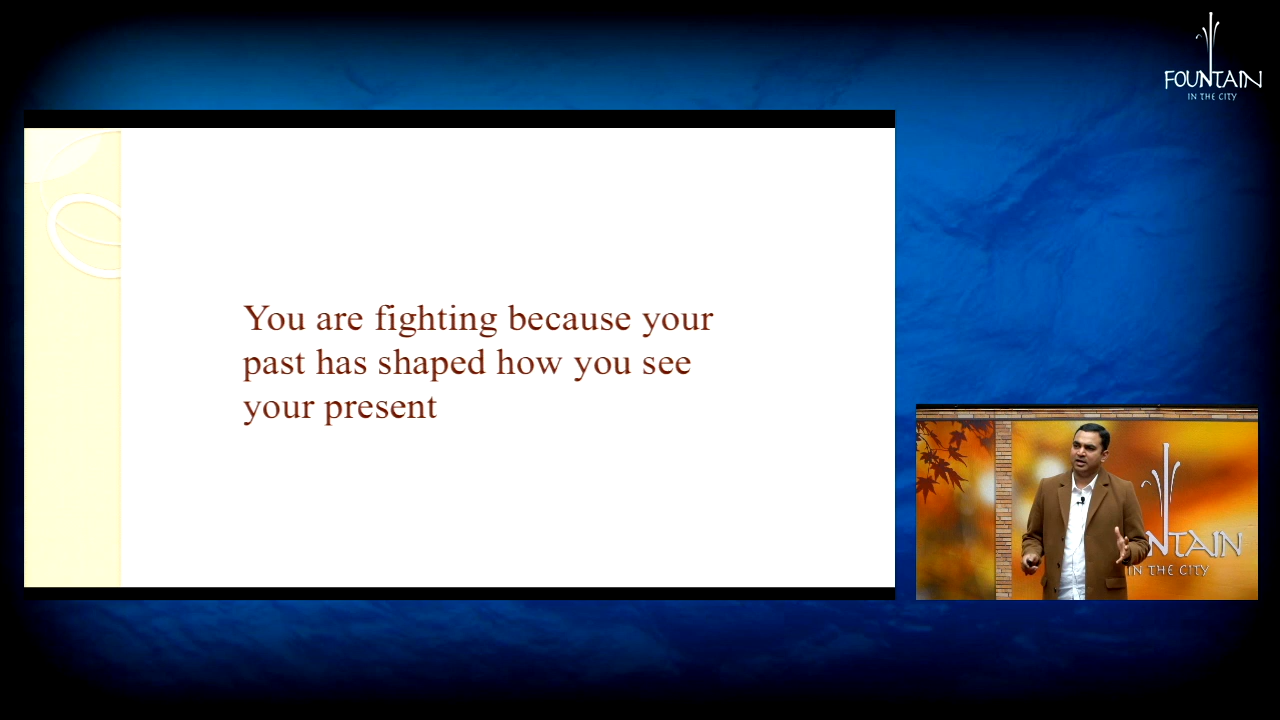 FOUNTAIN
IN THE CITY
You are fighting because your
past has shaped how you see
your present
NTAIN
IN THE CITY